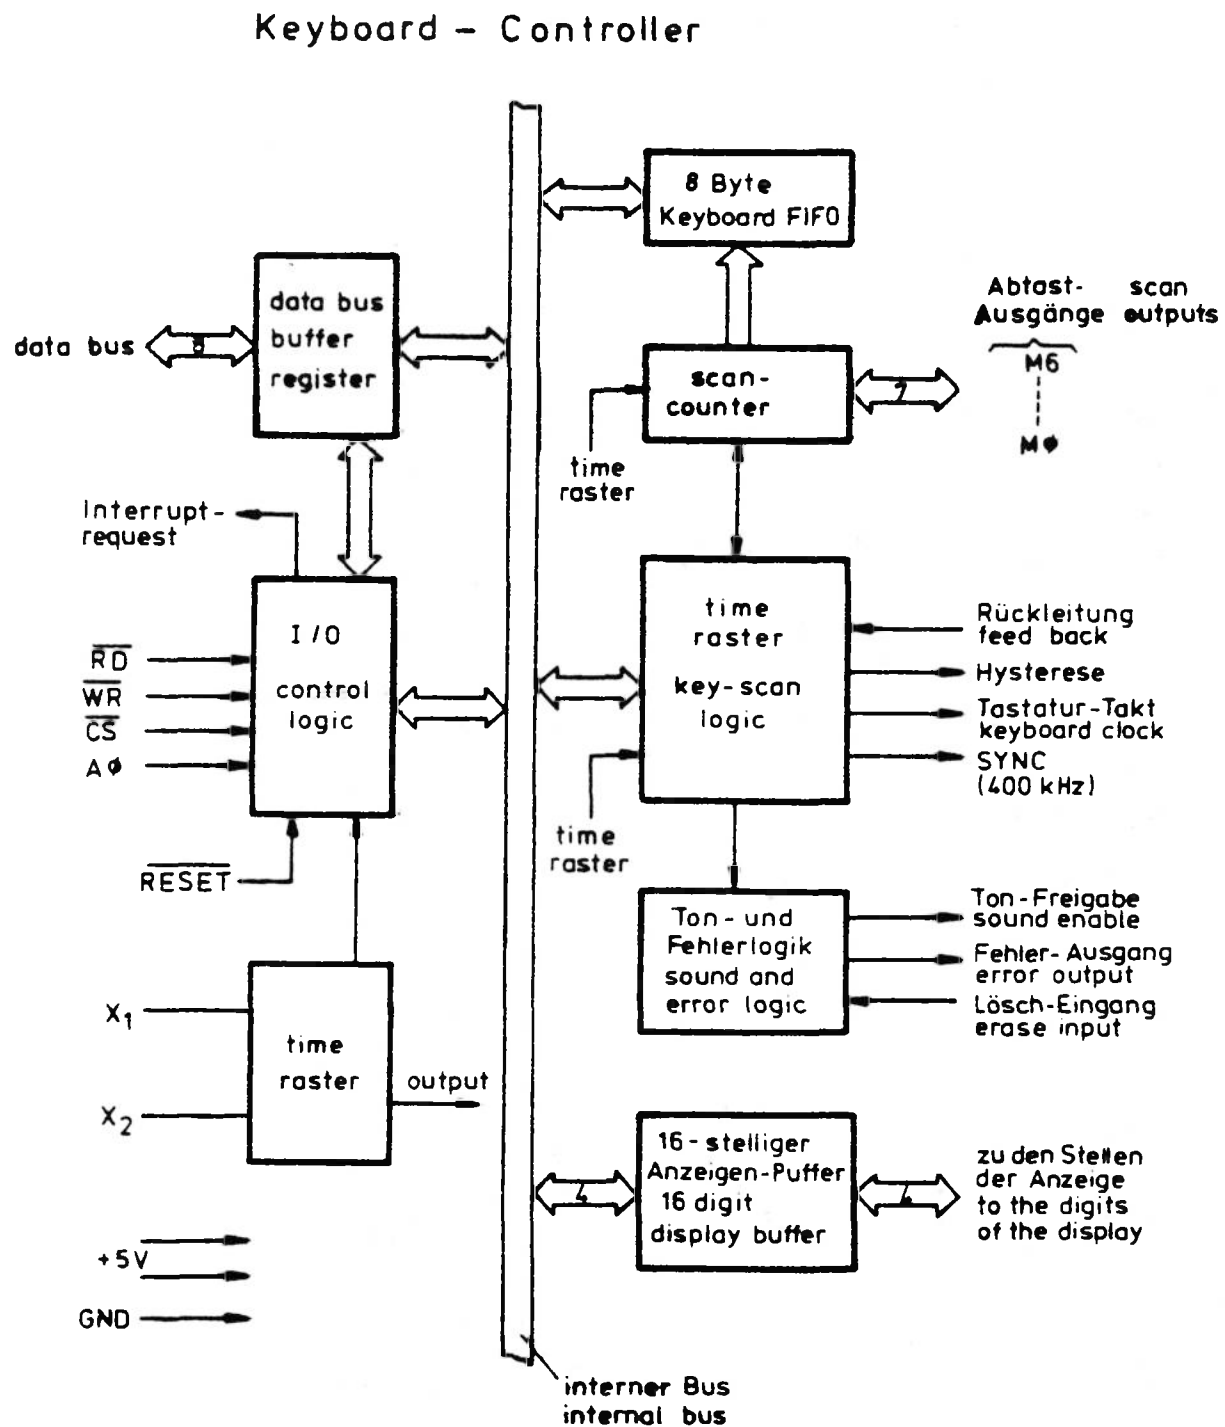 Keyboard - Controller
8 Byte
Keyboard FIFO
data bus
buffer
register
data bus
8
Abtast- scan
Ausgänge outputs
M6
MØ
scan-
counter
7
time
raster
Interrupt-
request
I/O
control
logic
R̅D̅
W̅R̅
C̅S̅
AØ
R̅E̅S̅E̅T̅
time
raster
key-scan
logic
Rückleitung
feed back
Hysterese
Tastatur-Takt
keyboard clock
SYNC
(400 kHz)
time
raster
Ton- und
Fehlerlogik
sound and
error logic
Ton-Freigabe
sound enable
Fehler-Ausgang
error output
Lösch-Eingang
erase input
X₁
X₂
time
raster
output
16-stelliger
Anzeigen-Puffer
16 digit
display buffer
4
4
zu den Stellen
der Anzeige
to the digits
of the display
+5V
GND
interner Bus
internal bus